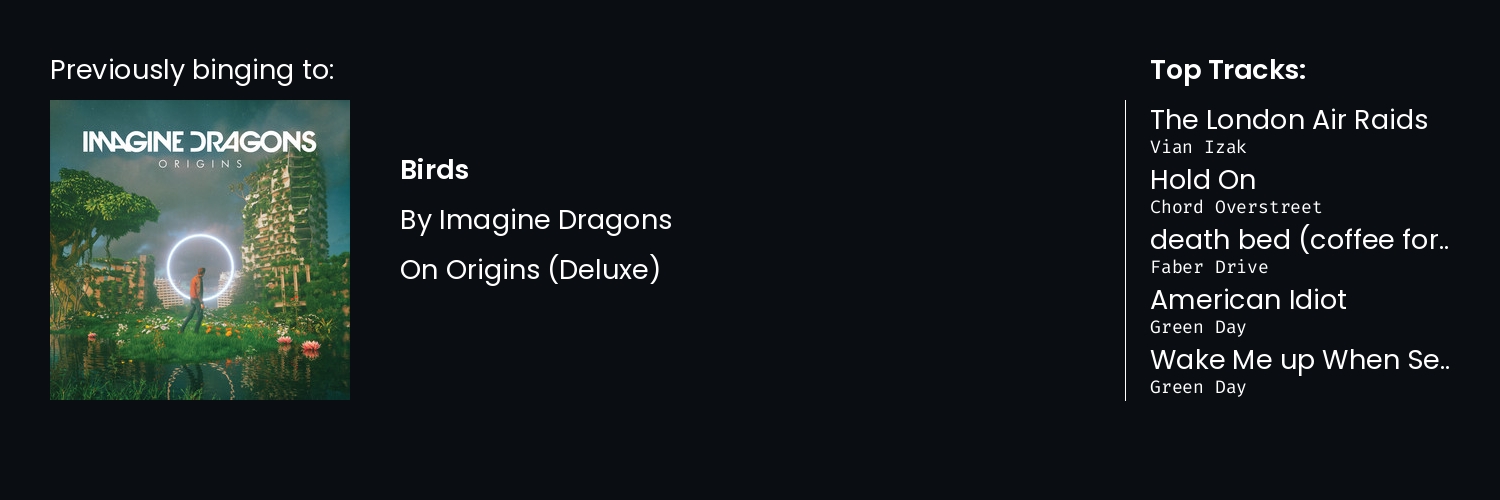 Previously binging to:
IMAGINE DRAGONS
ORIGINS
Birds
By Imagine Dragons
On Origins (Deluxe)
Top Tracks:
The London Air Raids
Vian Izak
Hold On
Chord Overstreet
death bed (coffee for..
Faber Drive
American Idiot
Green Day
Wake Me up When Se..
Green Day